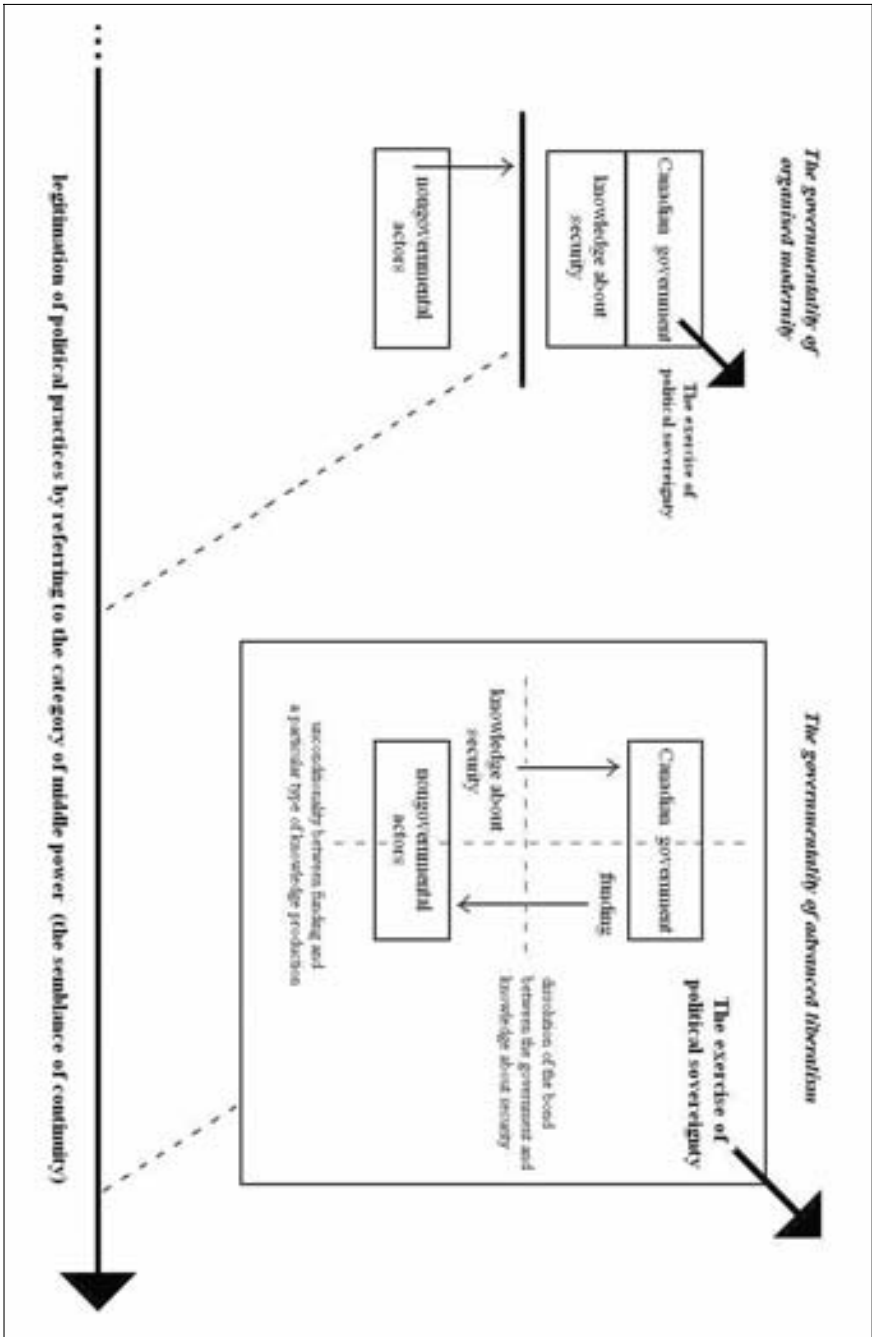 The governmentality of
organised modernity
Canadian government
knowledge about
security
The exercise of
political sovereignty
nongovernmental
actors
The governmentality of advanced liberalism
Canadian government
funding
knowledge about
security
nongovernmental
actors
The exercise of
political sovereignty
dissolution of the bond
between the government and
knowledge about security
unconditionality between funding and
a particular type of knowledge production
...
legitimation of political practices by referring to the category of middle power (the semblance of continuity)